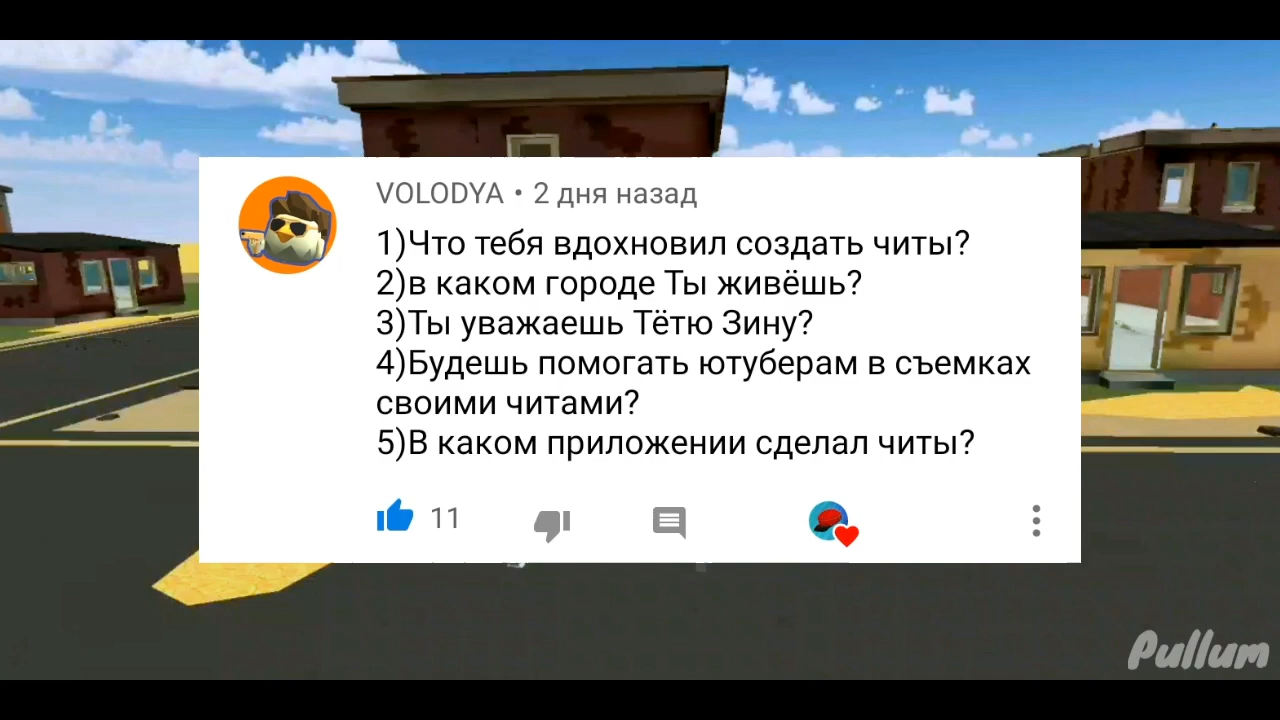 VOLODYA • 2 дня назад
1)Что тебя вдохновил создать читы?
2)в каком городе Ты живёшь?
3)Ты уважаешь Тётю Зину?
4)Будешь помогать ютуберам в съемках
своими читами?
5)В каком приложении сделал читы?
11
Pullum